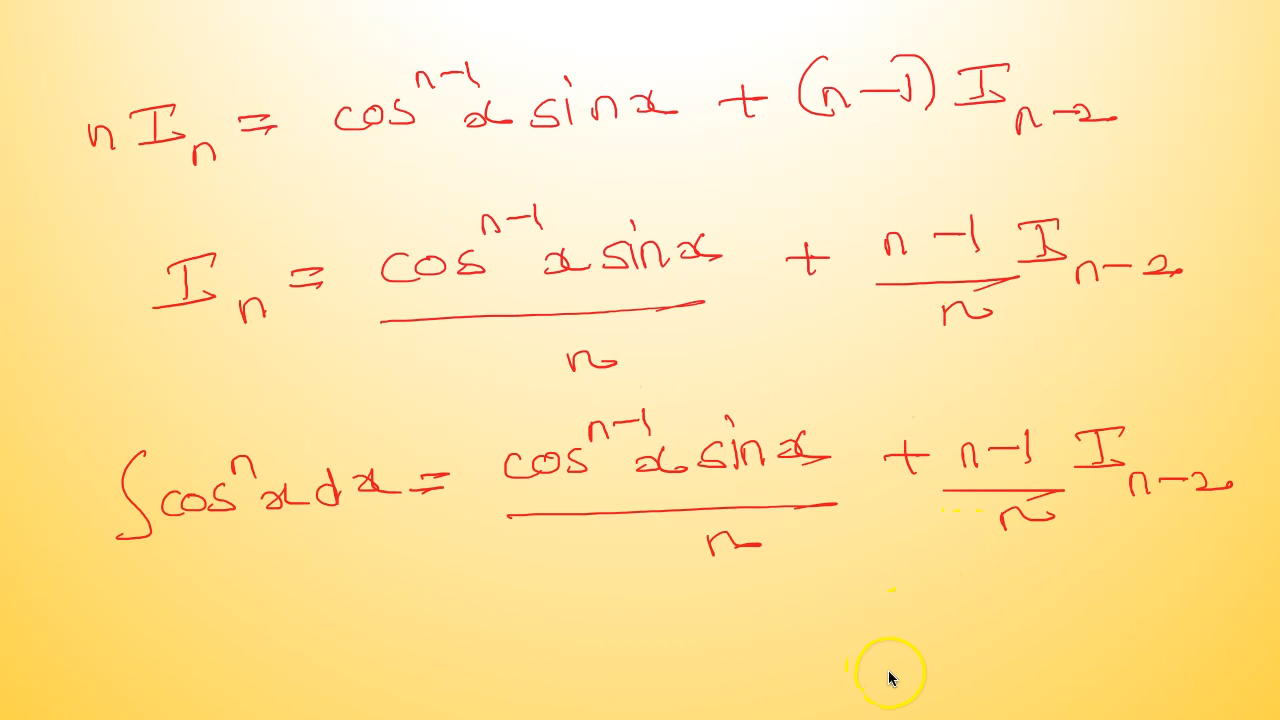 n Iₙ = cosⁿ⁻¹x sinx + (n-1) Iₙ₋₂
Iₙ = (cosⁿ⁻¹x sinx)/n + (n-1)/n Iₙ₋₂
∫cosⁿx dx = (cosⁿ⁻¹x sinx)/n + (n-1)/n Iₙ₋₂